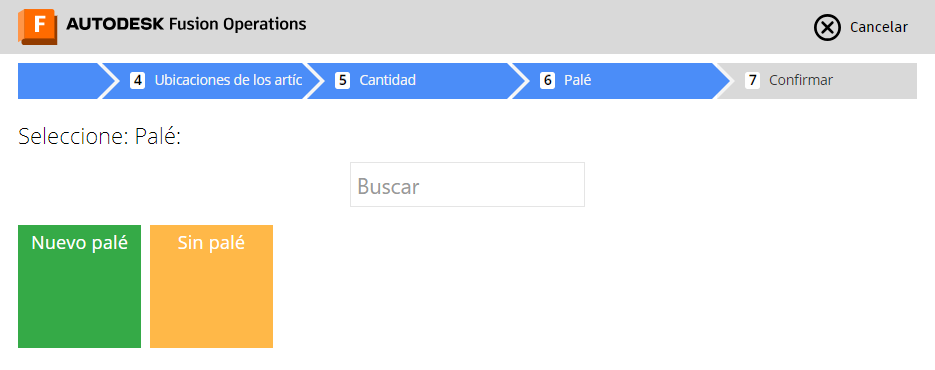 F AUTODESK Fusion Operations
Cancelar
4 Ubicaciones de los artíc
5 Cantidad
6 Palé
7 Confirmar
Seleccione: Palé:
Buscar
Nuevo palé
Sin palé